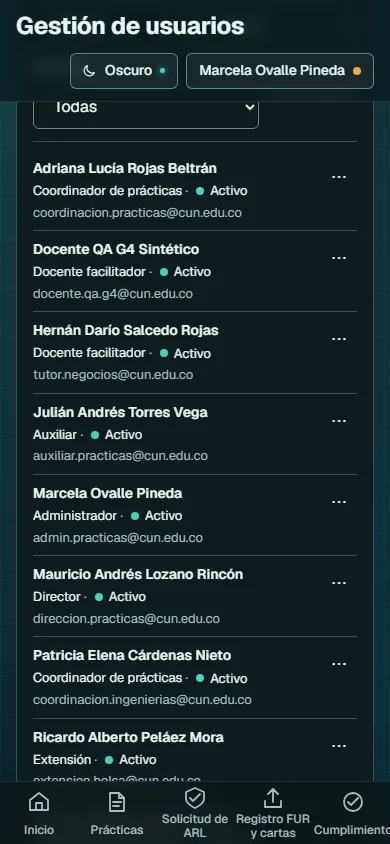 Gestión de usuarios
Oscuro
Marcela Ovalle Pineda
Todas
Adriana Lucía Rojas Beltrán
...
Coordinador de prácticas · Activo
coordinacion.practicas@cun.edu.co
Docente QA G4 Sintético
...
Docente facilitador · Activo
docente.qa.g4@cun.edu.co
Hernán Darío Salcedo Rojas
...
Docente facilitador · Activo
tutor.negocios@cun.edu.co
Julián Andrés Torres Vega
...
Auxiliar · Activo
auxiliar.practicas@cun.edu.co
Marcela Ovalle Pineda
...
Administrador · Activo
admin.practicas@cun.edu.co
Mauricio Andrés Lozano Rincón
...
Director · Activo
direccion.practicas@cun.edu.co
Patricia Elena Cárdenas Nieto
...
Coordinador de prácticas · Activo
coordinacion.ingenierias@cun.edu.co
Ricardo Alberto Peláez Mora
...
Extensión · Activo
extension.bolsa@cun.edu.co
Inicio
Prácticas
Solicitud de
ARL
Registro FUR
y cartas
Cumplimiento